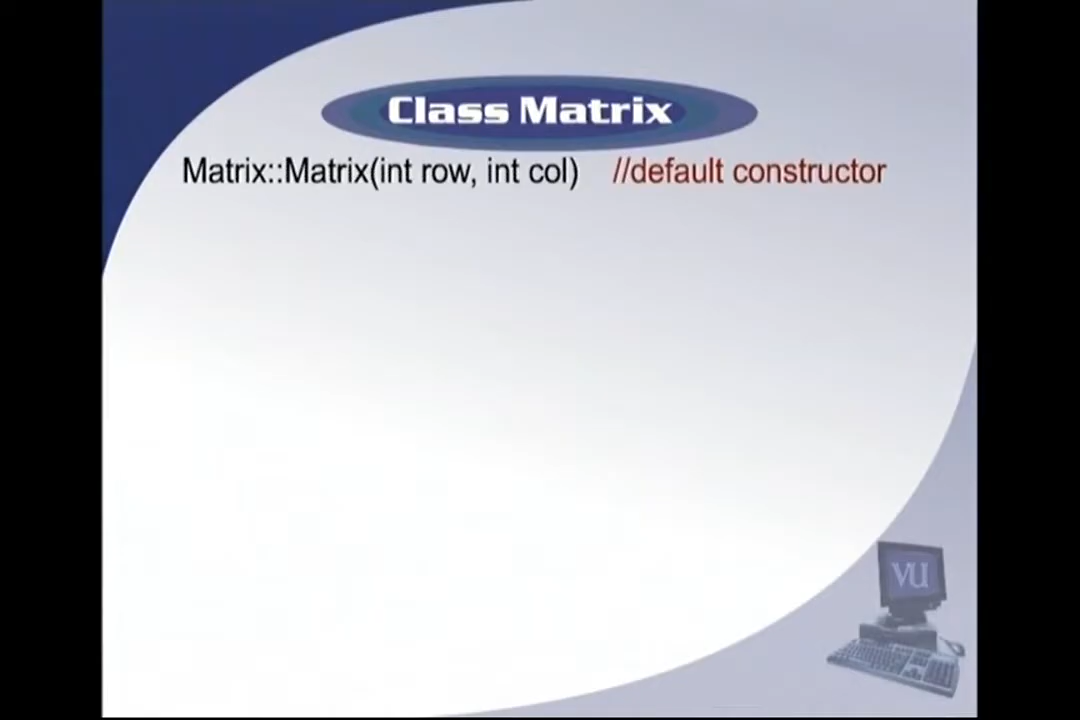 Class Matrix
Matrix::Matrix(int row, int col) //default constructor
VU